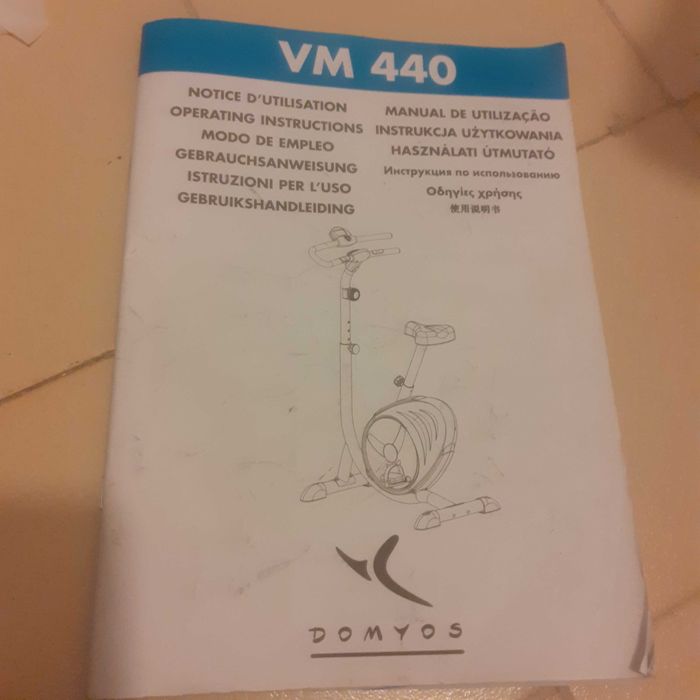 VM 440
NOTICE D'UTILISATION
OPERATING INSTRUCTIONS
MODO DE EMPLEO
GEBRAUCHSANWEISUNG
ISTRUZIONI PER L'USO
GEBRUIKSHANDLEIDING
MANUAL DE UTILIZAÇÃO
INSTRUKCJA UŻYTKOWANIA
HASZNÁLATI ÚTMUTATÓ
Инструкция по использованию
Οδηγίες χρήσης
使用说明书
DOMYOS